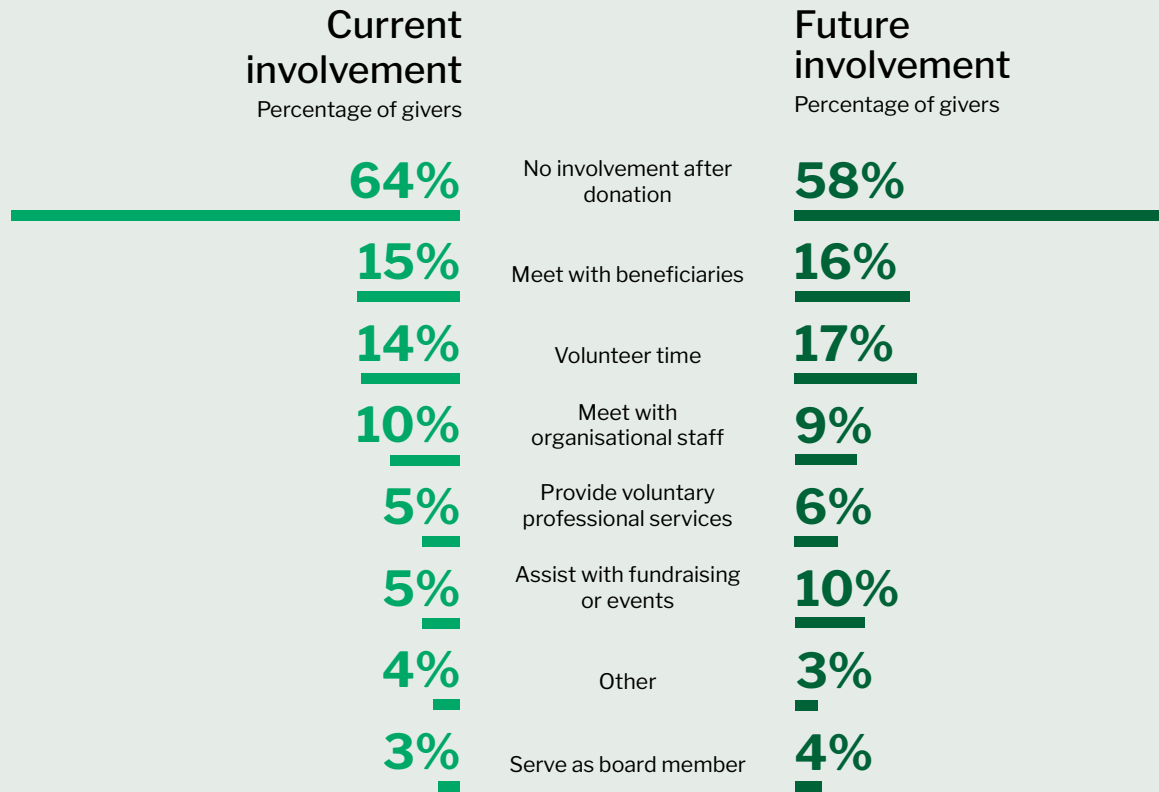 Current
involvement
Percentage of givers
Future
involvement
Percentage of givers
64%
No involvement after
donation
58%
15%
Meet with beneficiaries
16%
14%
Volunteer time
17%
10%
Meet with
organisational staff
9%
5%
Provide voluntary
professional services
6%
5%
Assist with fundraising
or events
10%
4%
Other
3%
3%
Serve as board member
4%